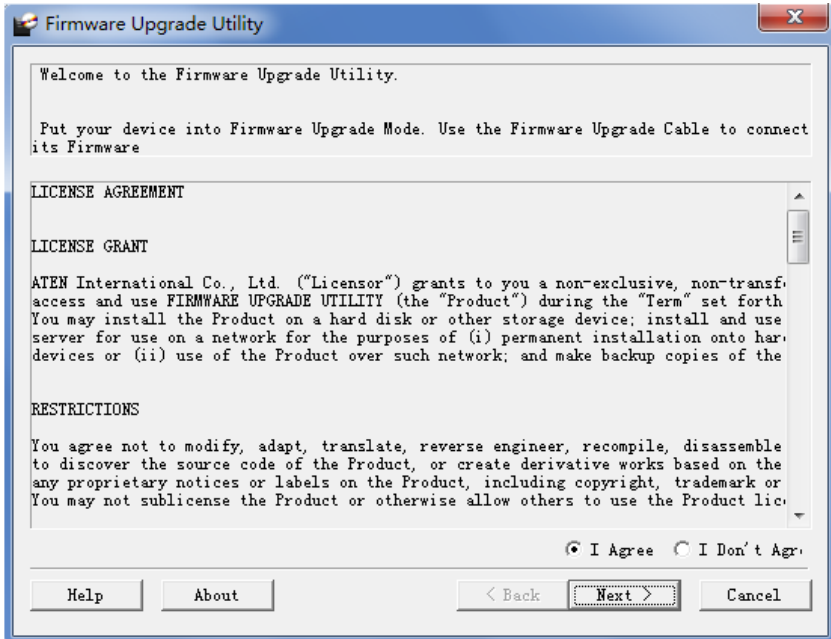 Firmware Upgrade Utility
Welcome to the Firmware Upgrade Utility.
Put your device into Firmware Upgrade Mode. Use the Firmware Upgrade Cable to connect
its Firmware
LICENSE AGREEMENT
LICENSE GRANT
ATEN International Co., Ltd. ("Licensor") grants to you a non-exclusive,
access and use FIRMWARE UPGRADE UTILITY (the "Product") during the "Term" set forth
You may install the Product on a hard disk or other storage device; install and use
server for use on a network for the purposes of (i) permanent installation onto
devices or (ii) use of the Product over such network; and make backup copies of the
RESTRICTIONS
You agree not to modify, adapt, translate, reverse engineer, recompile, disassemble
to discover the source code of the Product, or create derivative works based on the
any proprietary notices or labels on the Product, including copyright, trademark or
You may not sublicense the Product or otherwise allow others to use the Product
I Agree I Don't
Help About < Back Next > Cancel